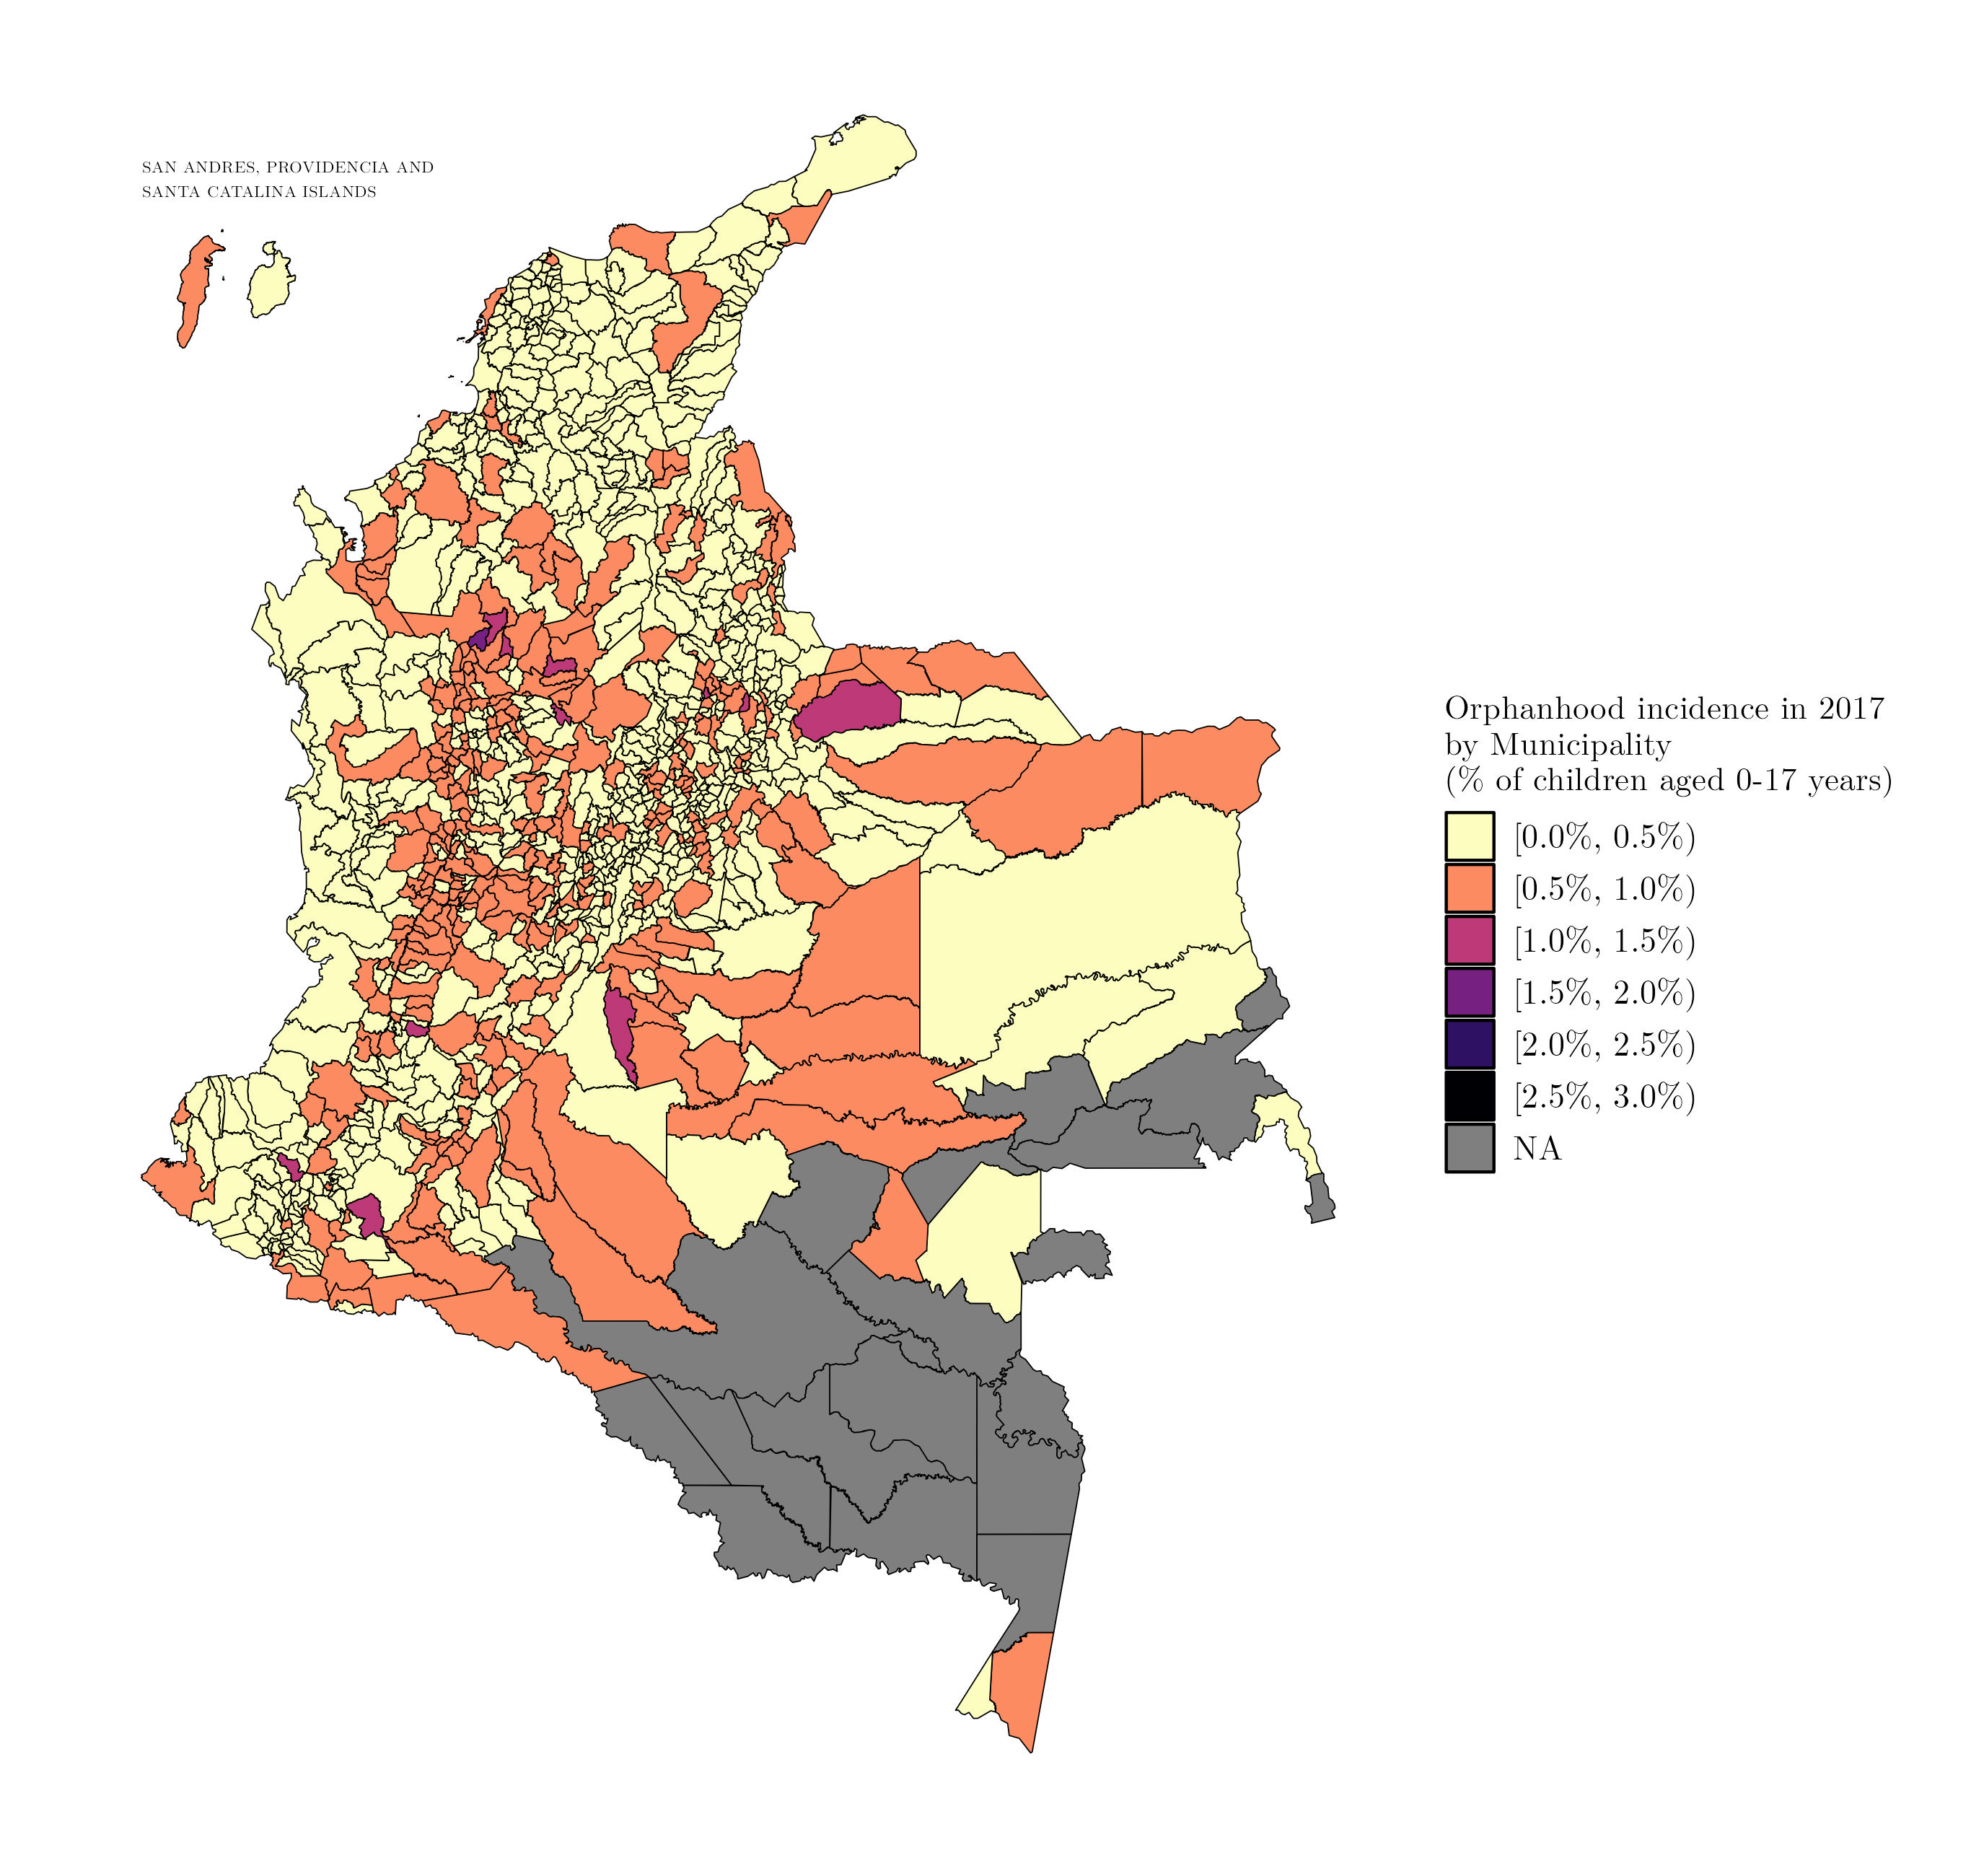 SAN ANDRES, PROVIDENCIA AND
SANTA CATALINA ISLANDS
Orphanhood incidence in 2017
by Municipality
(% of children aged 0-17 years)
[0.0%, 0.5%)
[0.5%, 1.0%)
[1.0%, 1.5%)
[1.5%, 2.0%)
[2.0%, 2.5%)
[2.5%, 3.0%)
NA